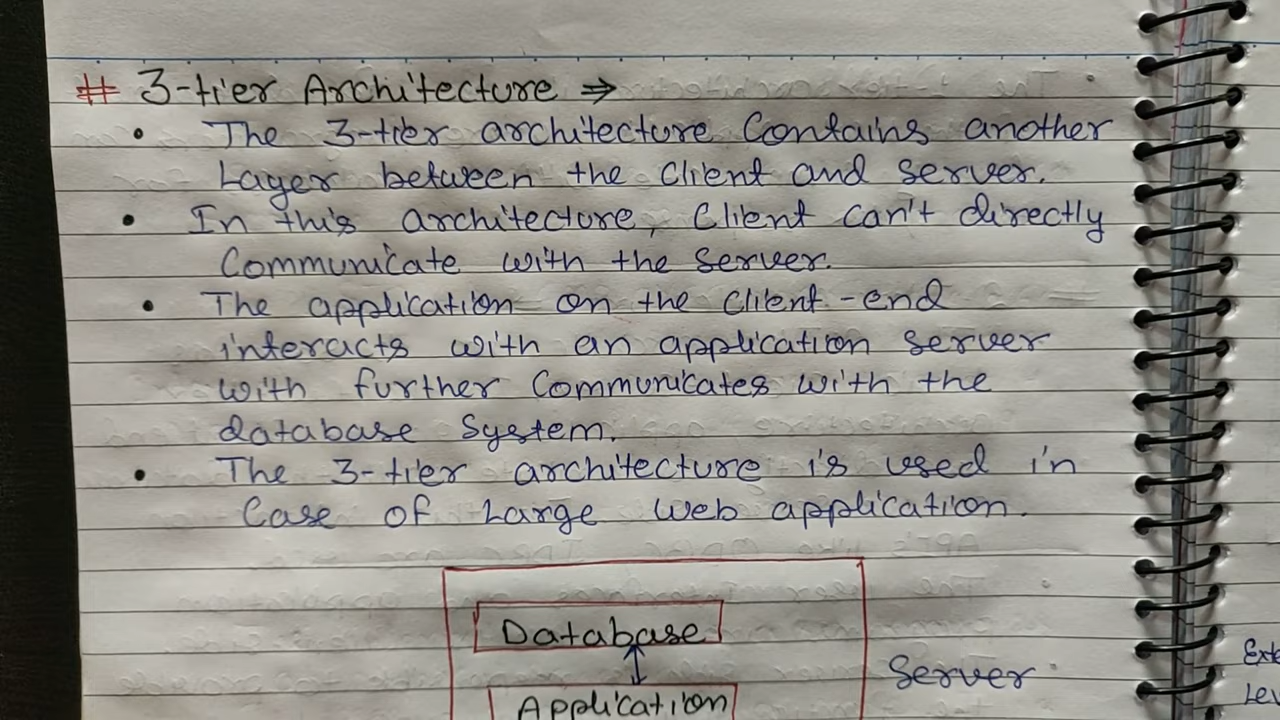 # 3-tier Architecture ⇒
• The 3-tier architecture Contains another
Layer between the Client and Server.
• In this architecture, Client can't directly
Communicate with the Server.
• The application on the Client-end
interacts with an application Server
with further Communicates with the
database System.
• The 3-tier architecture is used in
Case of Large Web application.
Database
Server
Application